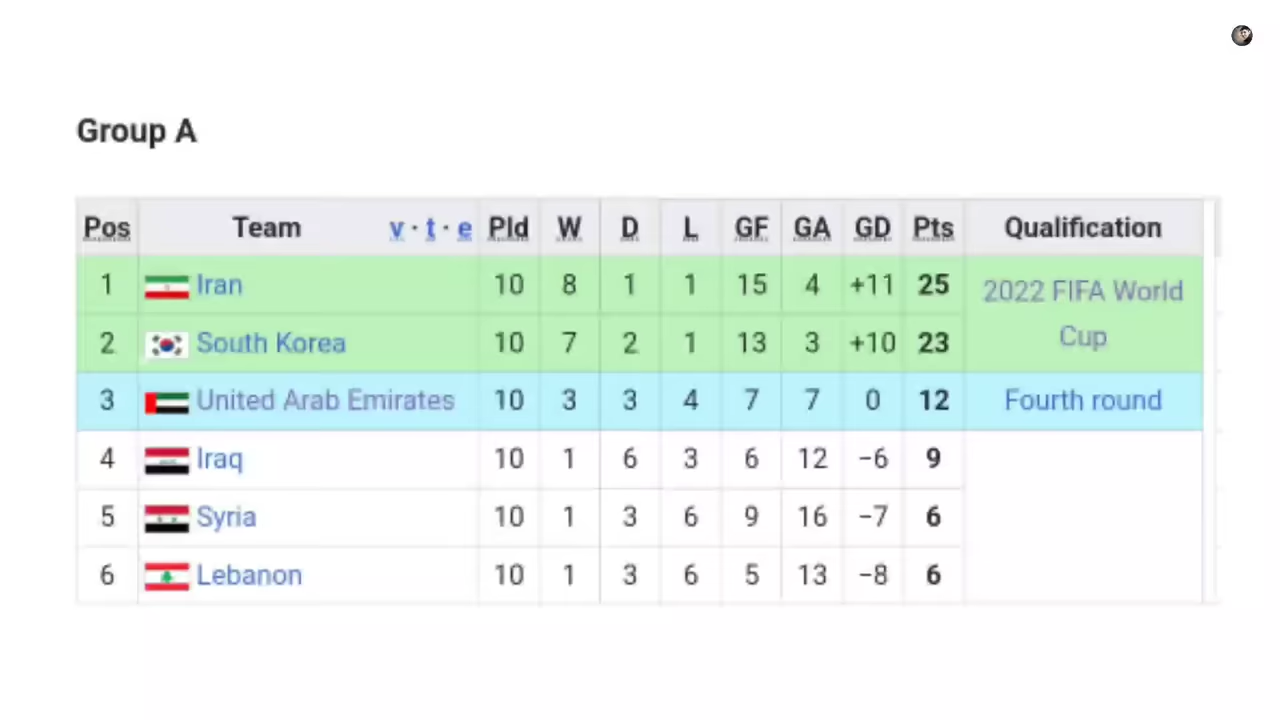 Group A
Pos Team v · t · e Pld W D L GF GA GD Pts Qualification
1 Iran 10 8 1 1 15 4 +11 25 2022 FIFA World Cup
2 South Korea 10 7 2 1 13 3 +10 23
3 United Arab Emirates 10 3 3 4 7 7 0 12 Fourth round
4 Iraq 10 1 6 3 6 12 −6 9
5 Syria 10 1 3 6 9 16 −7 6
6 Lebanon 10 1 3 6 5 13 −8 6